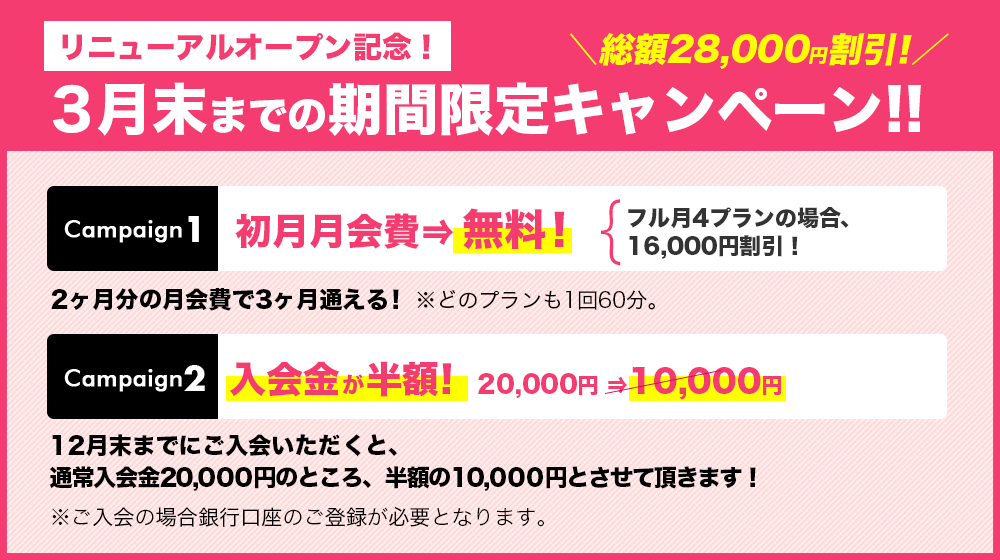 リニューアルオープン記念！
＼総額28,000円割引!／
3月末までの期間限定キャンペーン!!
Campaign1
初月月会費⇒無料！
フル月4プランの場合、
16,000円割引！
2ヶ月分の月会費で3ヶ月通える！ ※どのプランも1回60分。
Campaign2
入会金が半額！ 20,000円 ⇒10,000円
12月末までにご入会いただくと、
通常入会金20,000円のところ、半額の10,000円とさせて頂きます！
※ご入会の場合銀行口座のご登録が必要となります。